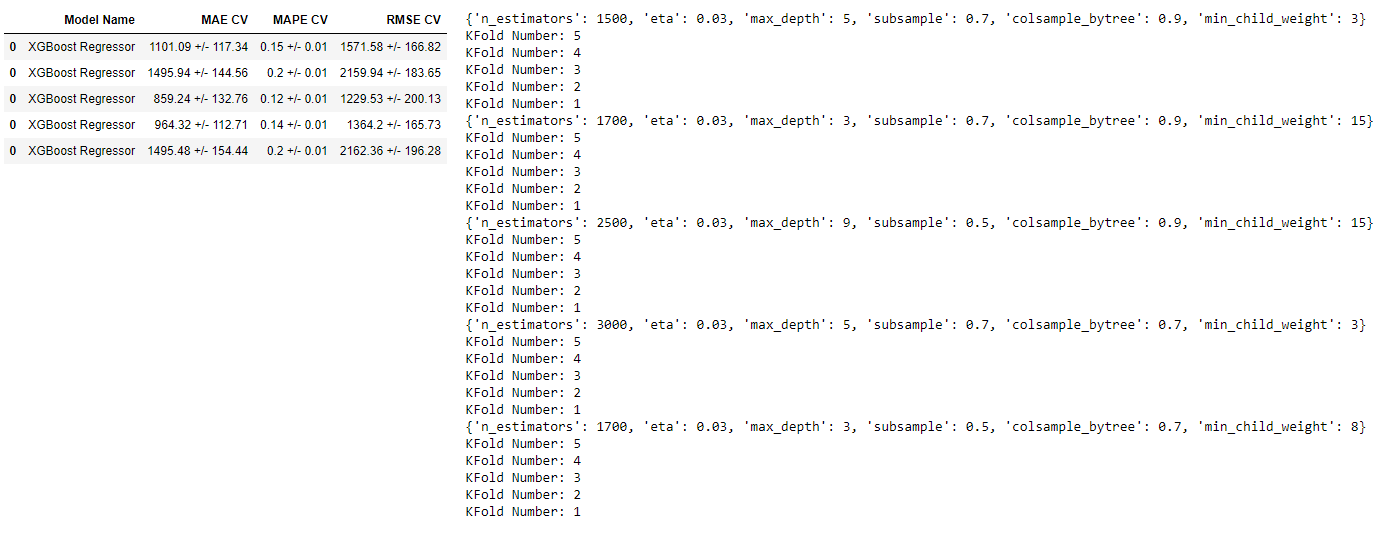 Model Name MAE CV MAPE CV RMSE CV
0 XGBoost Regressor 1101.09 +/- 117.34 0.15 +/- 0.01 1571.58 +/- 166.82
0 XGBoost Regressor 1495.94 +/- 144.56 0.2 +/- 0.01 2159.94 +/- 183.65
0 XGBoost Regressor 859.24 +/- 132.76 0.12 +/- 0.01 1229.53 +/- 200.13
0 XGBoost Regressor 964.32 +/- 112.71 0.14 +/- 0.01 1364.2 +/- 165.73
0 XGBoost Regressor 1495.48 +/- 154.44 0.2 +/- 0.01 2162.36 +/- 196.28
{'n_estimators': 1500, 'eta': 0.03, 'max_depth': 5, 'subsample': 0.7, 'colsample_bytree': 0.9, 'min_child_weight': 3}
KFold Number: 5
KFold Number: 4
KFold Number: 3
KFold Number: 2
KFold Number: 1
{'n_estimators': 1700, 'eta': 0.03, 'max_depth': 3, 'subsample': 0.7, 'colsample_bytree': 0.9, 'min_child_weight': 15}
KFold Number: 5
KFold Number: 4
KFold Number: 3
KFold Number: 2
KFold Number: 1
{'n_estimators': 2500, 'eta': 0.03, 'max_depth': 9, 'subsample': 0.5, 'colsample_bytree': 0.9, 'min_child_weight': 15}
KFold Number: 5
KFold Number: 4
KFold Number: 3
KFold Number: 2
KFold Number: 1
{'n_estimators': 3000, 'eta': 0.03, 'max_depth': 5, 'subsample': 0.7, 'colsample_bytree': 0.7, 'min_child_weight': 3}
KFold Number: 5
KFold Number: 4
KFold Number: 3
KFold Number: 2
KFold Number: 1
{'n_estimators': 1700, 'eta': 0.03, 'max_depth': 3, 'subsample': 0.5, 'colsample_bytree': 0.7, 'min_child_weight': 8}
KFold Number: 5
KFold Number: 4
KFold Number: 3
KFold Number: 2
KFold Number: 1